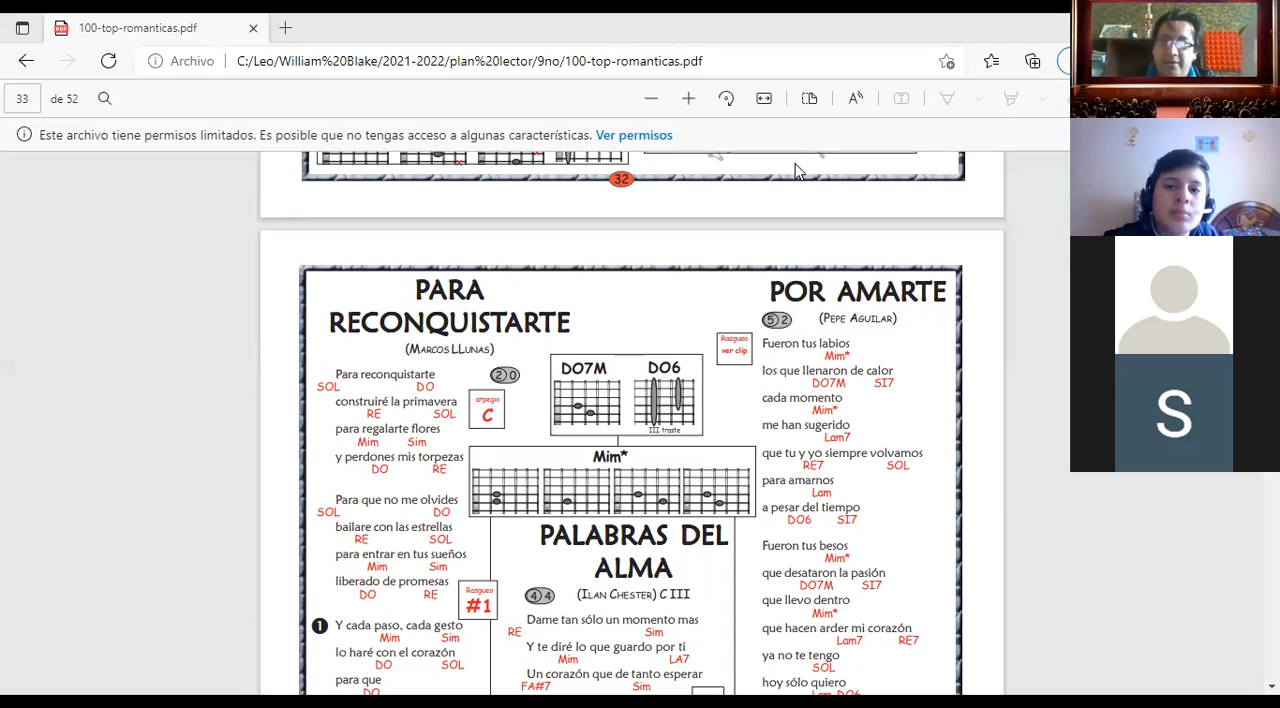 100-top-romanticas.pdf
Archivo
C:/Leo/William%20Blake/2021-2022/plan%20lector/9no/100-top-romanticas.pdf
33 de 52
Este archivo tiene permisos limitados. Es posible que no tengas acceso a algunas características. Ver permisos
32
PARA
RECONQUISTARTE
(MARCOS LLUNAS)
2 0
Para reconquistarte
SOL DO
construiré la primavera
RE SOL
para regalarte flores
Mim Sim
y perdones mis torpezas
DO RE
arpegio
C
Para que no me olvides
SOL DO
bailare con las estrellas
RE SOL
para entrar en tus sueños
Mim Sim
liberado de promesas
DO RE
Rasgueo
#1
1 Y cada paso, cada gesto
Mim Sim
lo haré con el corazón
DO SOL
para que
DO
DO7M DO6
III traste
Mim*
PALABRAS DEL
ALMA
4 4 (ILAN CHESTER) C III
Dame tan sólo un momento mas
RE Sim
Y te diré lo que guardo por ti
Mim LA7
Un corazón que de tanto esperar
FA#7 Sim
Rasgueo
ver clip
POR AMARTE
5 2 (PEPE AGUILAR)
Fueron tus labios
Mim*
los que llenaron de calor
DO7M SI7
cada momento
Mim*
me han sugerido
Lam7
que tu y yo siempre volvamos
RE7 SOL
para amarnos
Lam
a pesar del tiempo
DO6 SI7
Fueron tus besos
Mim*
que desataron la pasión
DO7M SI7
que llevo dentro
Mim*
que hacen arder mi corazón
Lam7 RE7
ya no te tengo
SOL
hoy sólo quiero
Lam DO6
S